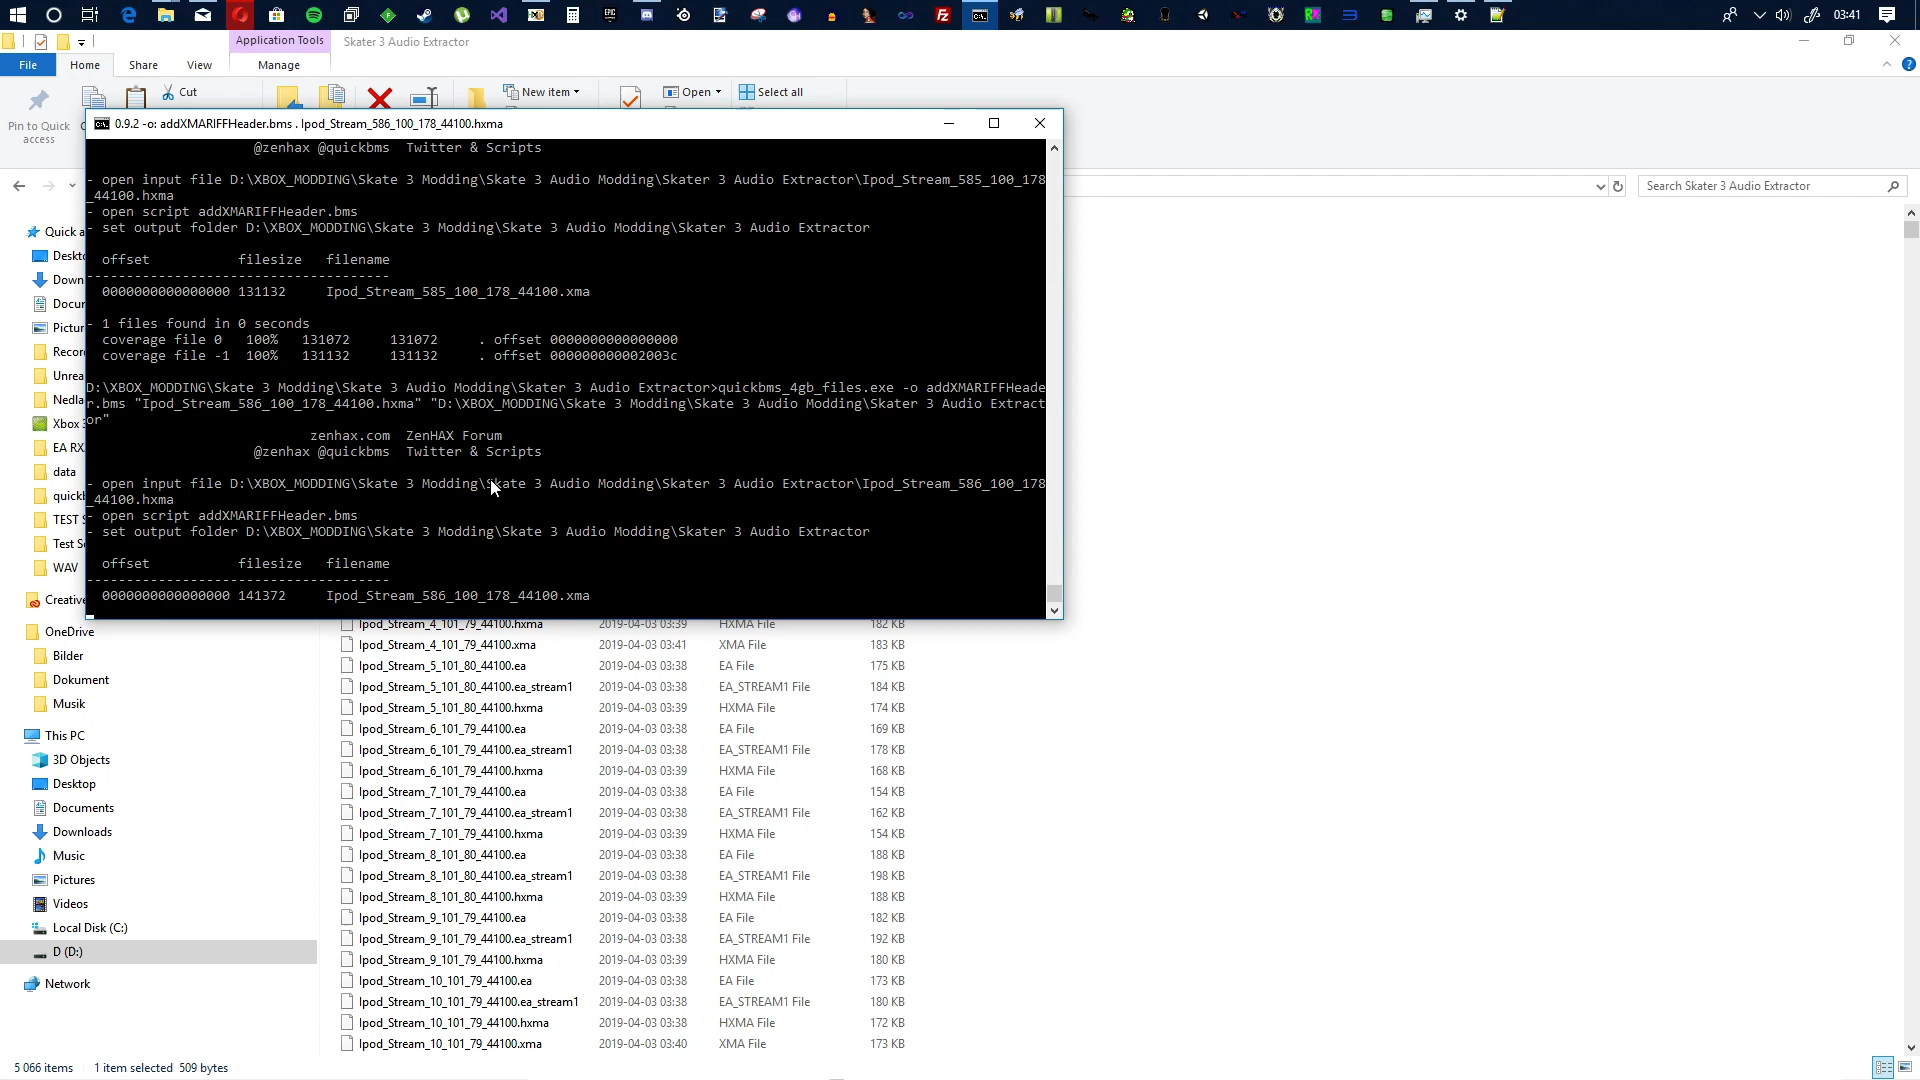 03:41
Application Tools
Skater 3 Audio Extractor
File
Home
Share
View
Manage
Cut
New item
Open
Select all
Pin to Quick
access
0.9.2 -o: addXMARIFFHeader.bms . Ipod_Stream_586_100_178_44100.hxma
@zenhax @quickbms  Twitter & Scripts
- open input file D:\XBOX_MODDING\Skate 3 Modding\Skate 3 Audio Modding\Skater 3 Audio Extractor\Ipod_Stream_585_100_178
_44100.hxma
- open script addXMARIFFHeader.bms
- set output folder D:\XBOX_MODDING\Skate 3 Modding\Skate 3 Audio Modding\Skater 3 Audio Extractor
offset filesize filename
--------------------------------------
0000000000000000 131132 Ipod_Stream_585_100_178_44100.xma
- 1 files found in 0 seconds
coverage file 0 100% 131072 131072 . offset 0000000000000000
coverage file -1 100% 131132 131132 . offset 000000000002003c
D:\XBOX_MODDING\Skate 3 Modding\Skate 3 Audio Modding\Skater 3 Audio Extractor>quickbms_4gb_files.exe -o addXMARIFFHeade
r.bms "Ipod_Stream_586_100_178_44100.hxma" "D:\XBOX_MODDING\Skate 3 Modding\Skate 3 Audio Modding\Skater 3 Audio Extract
or"
zenhax.com ZenHAX Forum
@zenhax @quickbms Twitter & Scripts
- open input file D:\XBOX_MODDING\Skate 3 Modding\Skate 3 Audio Modding\Skater 3 Audio Extractor\Ipod_Stream_586_100_178
_44100.hxma
- open script addXMARIFFHeader.bms
- set output folder D:\XBOX_MODDING\Skate 3 Modding\Skate 3 Audio Modding\Skater 3 Audio Extractor
offset filesize filename
--------------------------------------
0000000000000000 141372 Ipod_Stream_586_100_178_44100.xma
Search Skater 3 Audio Extractor
Quick a
Deskto
Down
Docur
Pictur
Recor
Unrea
Nedla
Xbox 3
EA RX
data
quickl
TEST S
Test S
WAV
Creative
OneDrive
Bilder
Dokument
Musik
This PC
3D Objects
Desktop
Documents
Downloads
Music
Pictures
Videos
Local Disk (C:)
D (D:)
Network
Ipod_Stream_4_101_79_44100.hxma 2019-04-03 03:39 HXMA File 182 KB
Ipod_Stream_4_101_79_44100.xma 2019-04-03 03:41 XMA File 183 KB
Ipod_Stream_5_101_80_44100.ea 2019-04-03 03:38 EA File 175 KB
Ipod_Stream_5_101_80_44100.ea_stream1 2019-04-03 03:38 EA_STREAM1 File 184 KB
Ipod_Stream_5_101_80_44100.hxma 2019-04-03 03:39 HXMA File 174 KB
Ipod_Stream_6_101_79_44100.ea 2019-04-03 03:38 EA File 169 KB
Ipod_Stream_6_101_79_44100.ea_stream1 2019-04-03 03:38 EA_STREAM1 File 178 KB
Ipod_Stream_6_101_79_44100.hxma 2019-04-03 03:39 HXMA File 168 KB
Ipod_Stream_7_101_79_44100.ea 2019-04-03 03:38 EA File 154 KB
Ipod_Stream_7_101_79_44100.ea_stream1 2019-04-03 03:38 EA_STREAM1 File 162 KB
Ipod_Stream_7_101_79_44100.hxma 2019-04-03 03:39 HXMA File 154 KB
Ipod_Stream_8_101_80_44100.ea 2019-04-03 03:38 EA File 188 KB
Ipod_Stream_8_101_80_44100.ea_stream1 2019-04-03 03:38 EA_STREAM1 File 198 KB
Ipod_Stream_8_101_80_44100.hxma 2019-04-03 03:39 HXMA File 188 KB
Ipod_Stream_9_101_79_44100.ea 2019-04-03 03:38 EA File 182 KB
Ipod_Stream_9_101_79_44100.ea_stream1 2019-04-03 03:38 EA_STREAM1 File 192 KB
Ipod_Stream_9_101_79_44100.hxma 2019-04-03 03:39 HXMA File 180 KB
Ipod_Stream_10_101_79_44100.ea 2019-04-03 03:38 EA File 173 KB
Ipod_Stream_10_101_79_44100.ea_stream1 2019-04-03 03:38 EA_STREAM1 File 180 KB
Ipod_Stream_10_101_79_44100.hxma 2019-04-03 03:38 HXMA File 172 KB
Ipod_Stream_10_101_79_44100.xma 2019-04-03 03:40 XMA File 173 KB
5 066 items 1 item selected 509 bytes